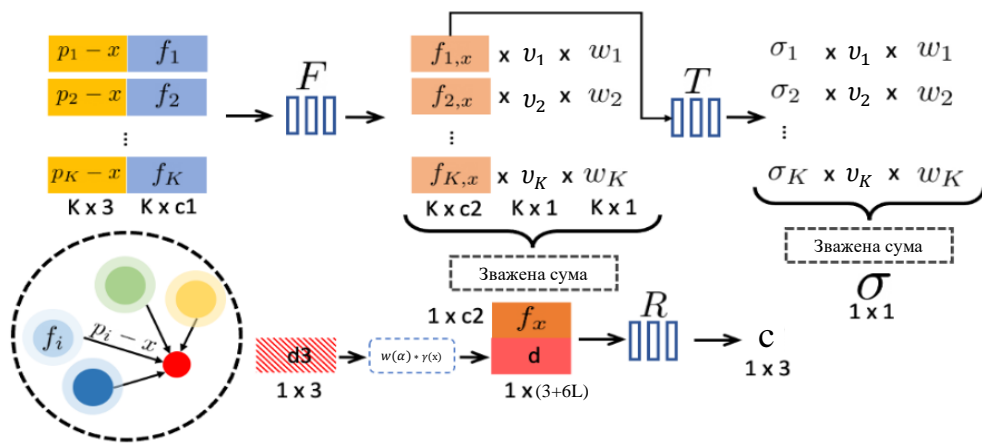 p₁ − x f₁
p₂ − x f₂
⋮
p_K − x f_K
K x 3 K x c1
F
f₁,ₓ x υ₁ x w₁
f₂,ₓ x υ₂ x w₂
⋮
f_K,ₓ x υ_K x w_K
K x c2 K x 1 K x 1
Зважена сума
T
σ₁ x υ₁ x w₁
σ₂ x υ₂ x w₂
⋮
σ_K x υ_K x w_K
Зважена сума
σ
1 x 1
f_i p_i − x
d3
1 x 3
w(α) * γ(x)
1 x c2 fₓ
d
1 x (3+6L)
R
c
1 x 3